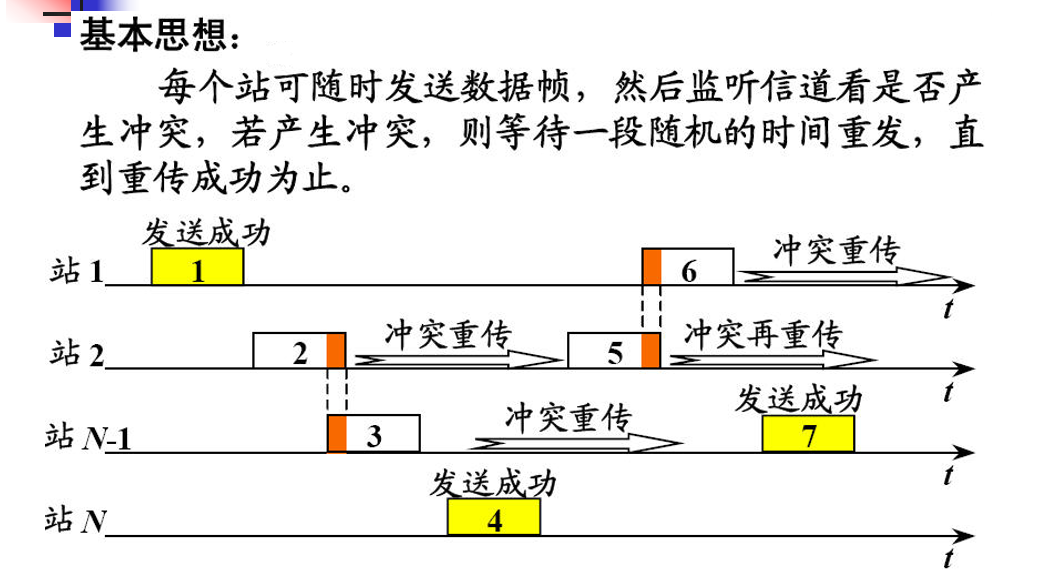 基本思想：
每个站可随时发送数据帧，然后监听信道看是否产
生冲突，若产生冲突，则等待一段随机的时间重发，直
到重传成功为止。
发送成功
站 1
1
6
冲突重传
t
站 2
2
冲突重传
5
冲突再重传
t
发送成功
站 N-1
3
冲突重传
7
t
发送成功
站 N
4
t